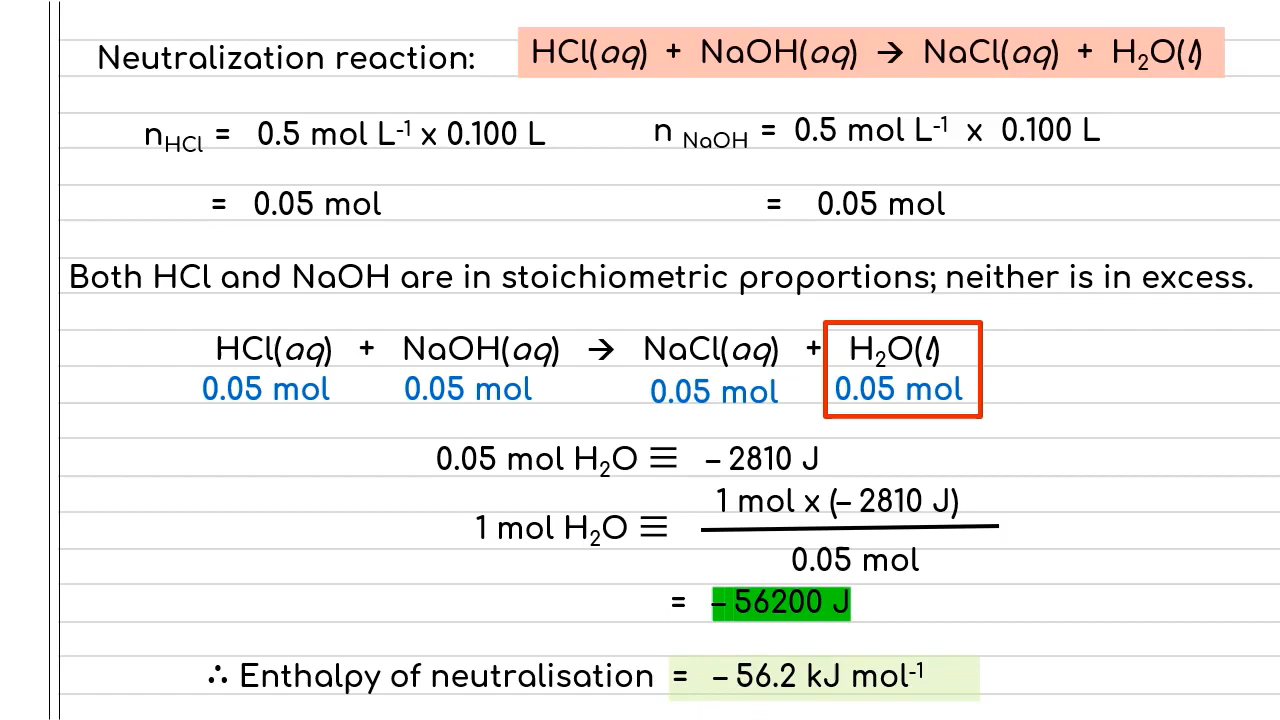 Neutralization reaction: HCl(aq) + NaOH(aq) → NaCl(aq) + H₂O(l)
n_HCl = 0.5 mol L⁻¹ x 0.100 L n_NaOH = 0.5 mol L⁻¹ x 0.100 L
= 0.05 mol = 0.05 mol
Both HCl and NaOH are in stoichiometric proportions; neither is in excess.
HCl(aq) + NaOH(aq) → NaCl(aq) + H₂O(l)
0.05 mol 0.05 mol 0.05 mol 0.05 mol
0.05 mol H₂O ≡ – 2810 J
1 mol x (– 2810 J)
1 mol H₂O ≡
0.05 mol
= – 56200 J
∴ Enthalpy of neutralisation = – 56.2 kJ mol⁻¹